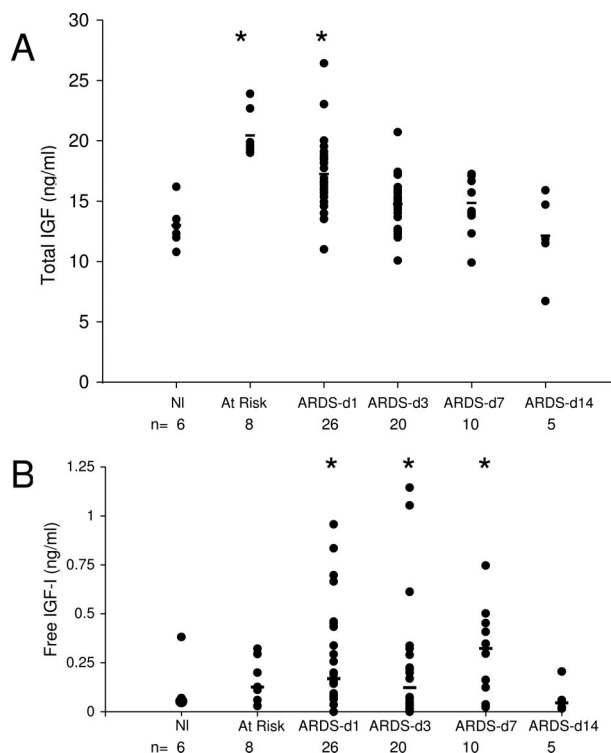 A
* *
30
25
20
15
10
5
0
Total IGF (ng/ml)
NI At Risk ARDS-d1 ARDS-d3 ARDS-d7 ARDS-d14
n= 6 8 26 20 10 5
B
* * *
1.25
1
0.75
0.5
0.25
0
Free IGF-I (ng/ml)
NI At Risk ARDS-d1 ARDS-d3 ARDS-d7 ARDS-d14
n= 6 8 26 20 10 5